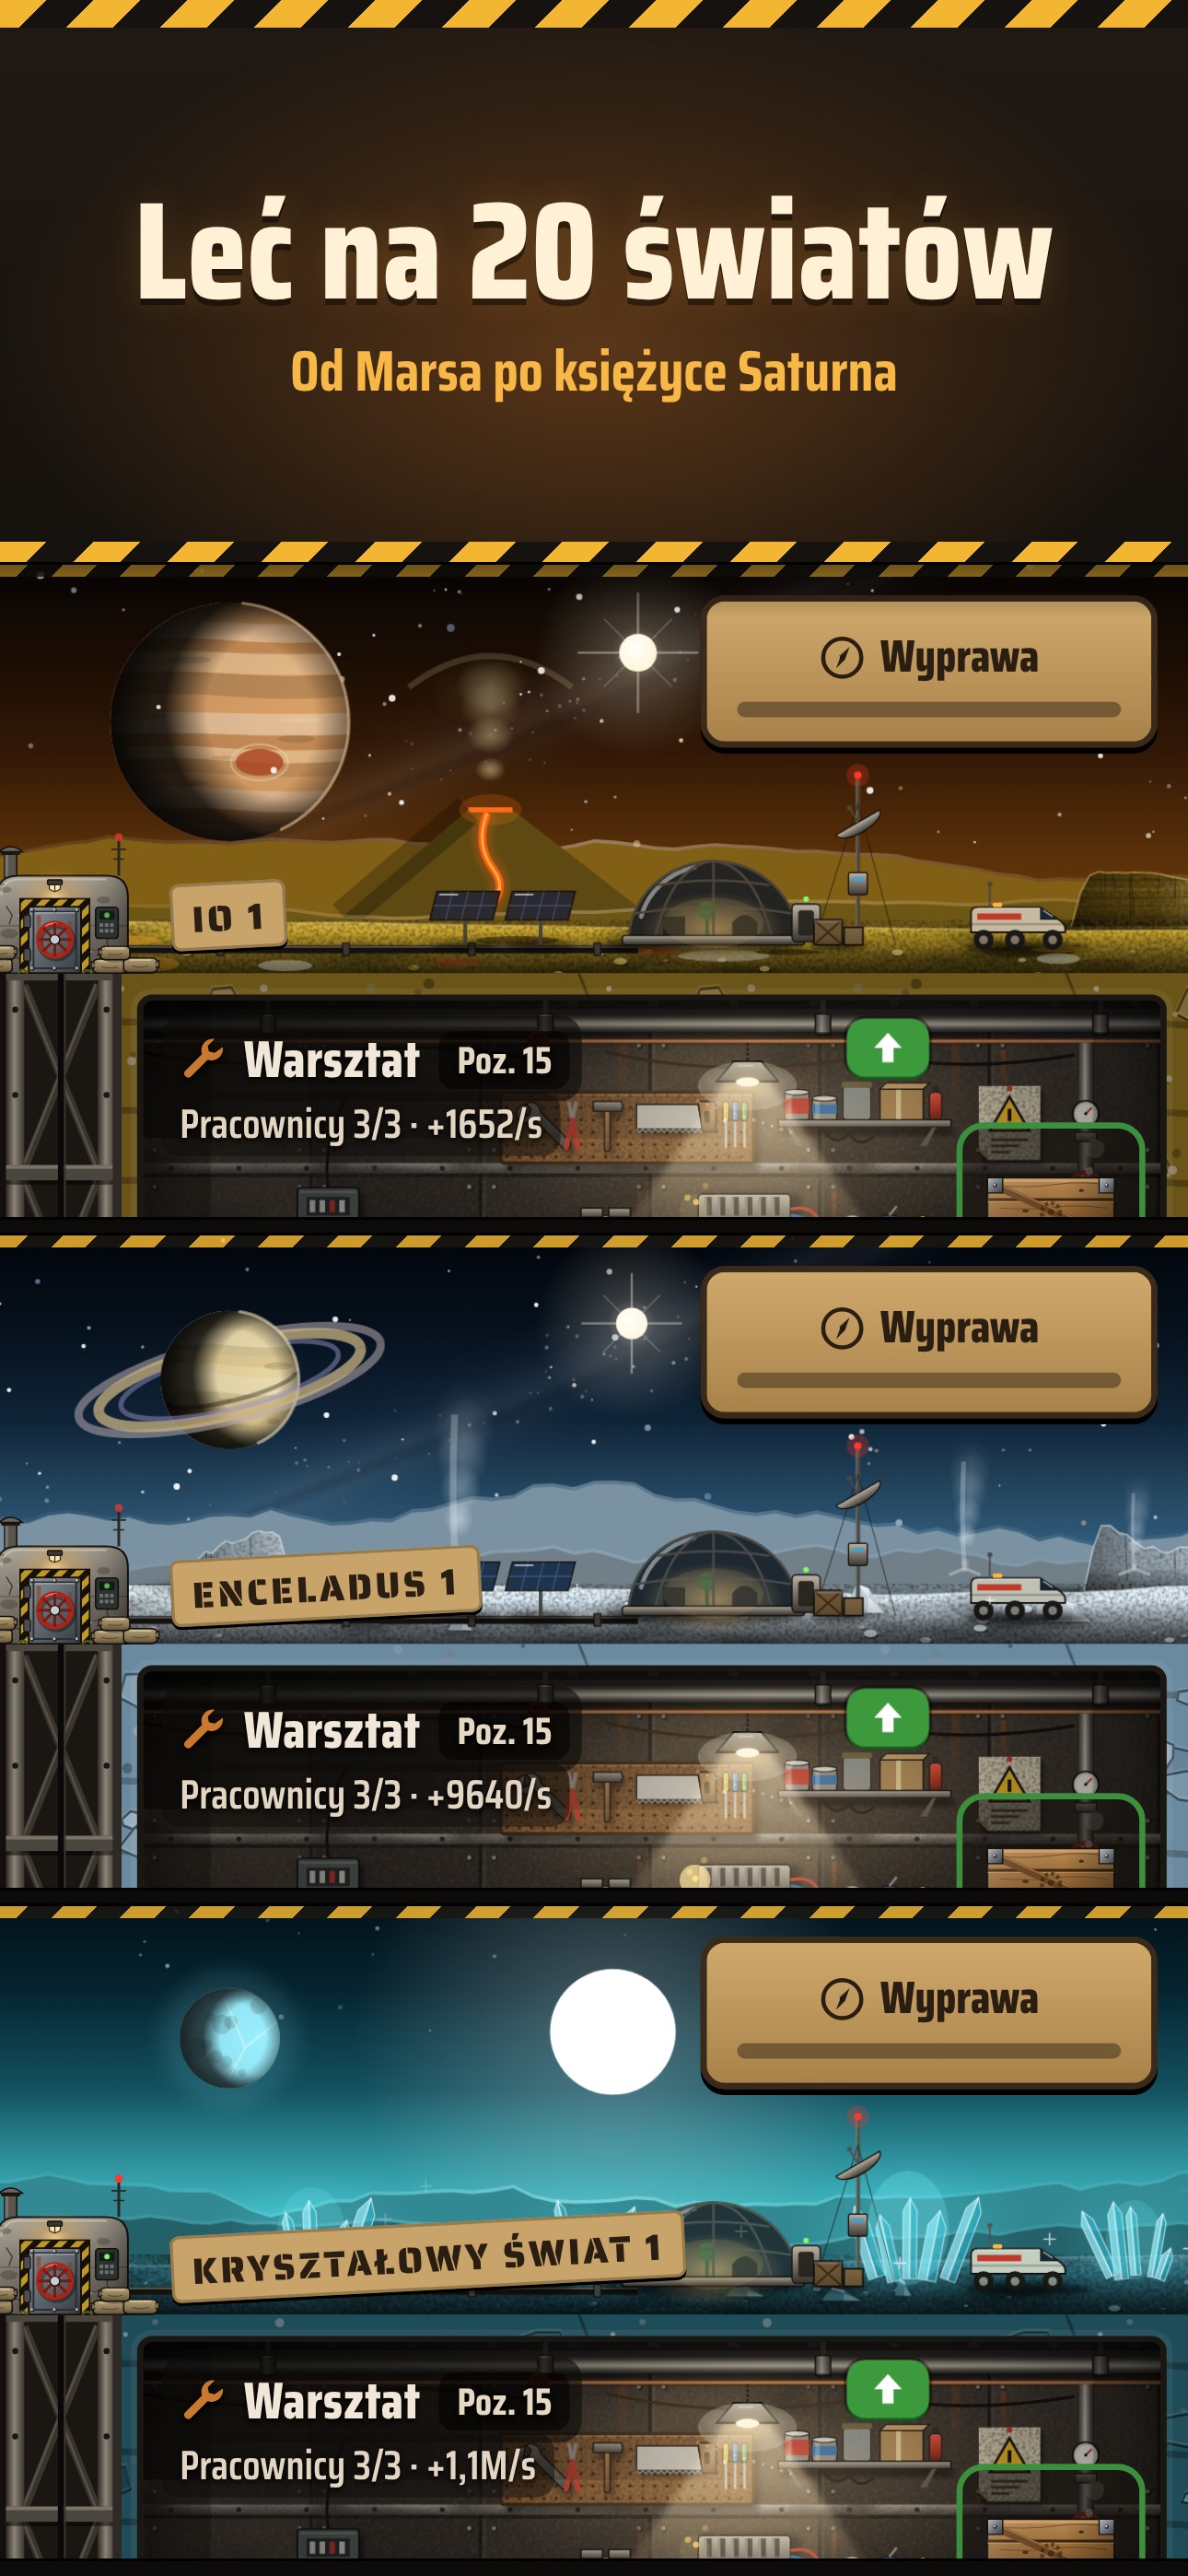 Leć na 20 światów
Od Marsa po księżyce Saturna
Wyprawa
IO 1
Warsztat Poz. 15
Pracownicy 3/3 · +1652/s
Wyprawa
ENCELADUS 1
Warsztat Poz. 15
Pracownicy 3/3 · +9640/s
Wyprawa
KRYSZTAŁOWY ŚWIAT 1
Warsztat Poz. 15
Pracownicy 3/3 · +1,1M/s